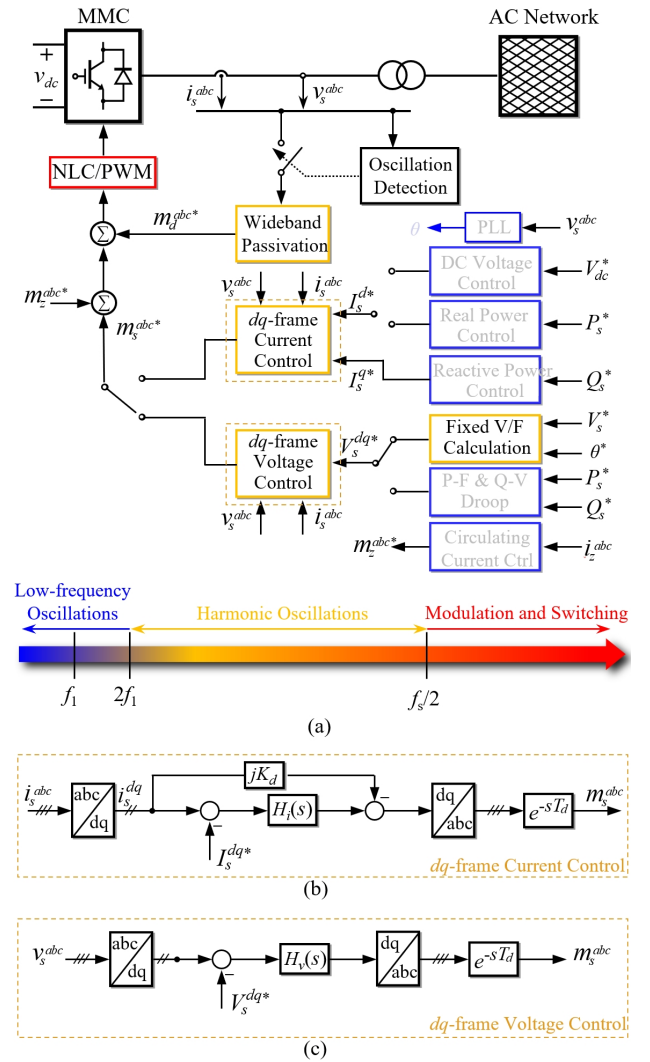 MMC
AC Network
+
v_dc
−
i_s^abc
v_s^abc
NLC/PWM
Oscillation
Detection
m_d^abc*
Wideband
Passivation
θ
PLL
v_s^abc
Σ
DC Voltage
Control
V_dc^*
m_z^abc*
Σ
v_s^abc
i_s^abc
I_s^d*
m_s^abc*
dq-frame
Current
Control
Real Power
Control
P_s^*
I_s^q*
Reactive Power
Control
Q_s^*
V_s^*
dq-frame
Voltage
Control
V_s^dq*
Fixed V/F
Calculation
θ^*
P_s^*
P-F & Q-V
Droop
Q_s^*
v_s^abc
i_s^abc
m_z^abc*
Circulating
Current Ctrl
i_z^abc
Low-frequency
Oscillations
Harmonic Oscillations
Modulation and Switching
f_1
2f_1
f_s/2
(a)
i_s^abc
abc
dq
i_s^dq
jK_d
−
H_i(s)
−
I_s^dq*
dq
abc
e^-sT_d
m_s^abc
dq-frame Current Control
(b)
v_s^abc
abc
dq
−
V_s^dq*
H_v(s)
dq
abc
e^-sT_d
m_s^abc
dq-frame Voltage Control
(c)